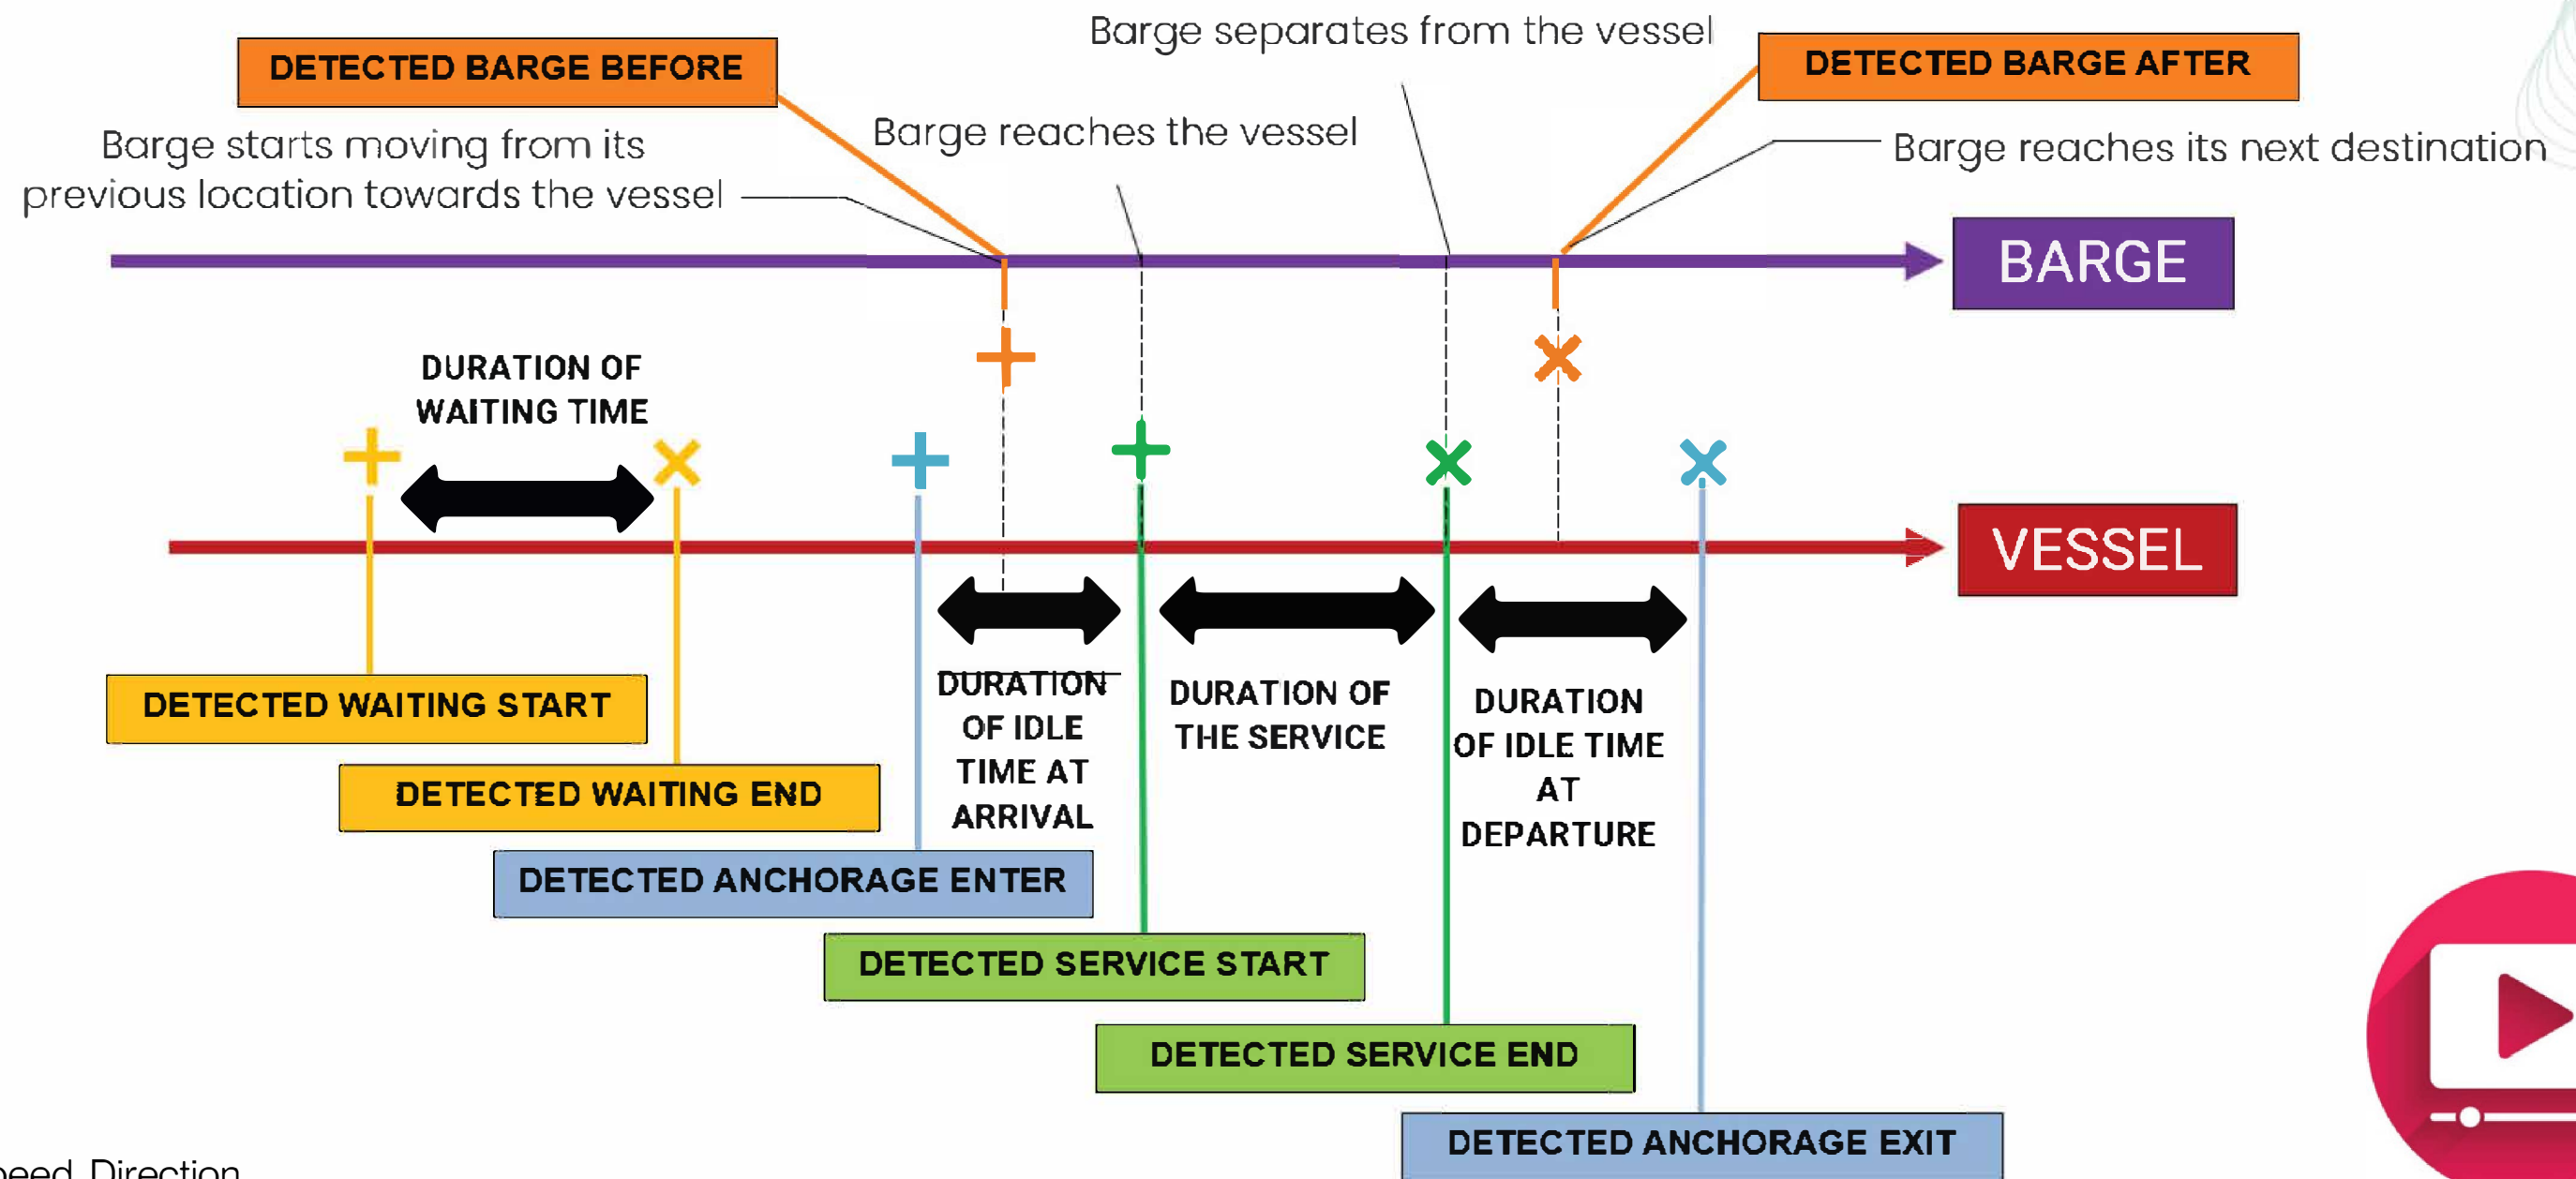 Barge separates from the vessel
DETECTED BARGE BEFORE
DETECTED BARGE AFTER
Barge reaches the vessel
Barge starts moving from its
previous location towards the vessel
Barge reaches its next destination
BARGE
DURATION OF
WAITING TIME
VESSEL
DETECTED WAITING START
DETECTED WAITING END
DURATION
OF IDLE
TIME AT
ARRIVAL
DURATION OF
THE SERVICE
DURATION
OF IDLE TIME
AT
DEPARTURE
DETECTED ANCHORAGE ENTER
DETECTED SERVICE START
DETECTED SERVICE END
DETECTED ANCHORAGE EXIT
Direction